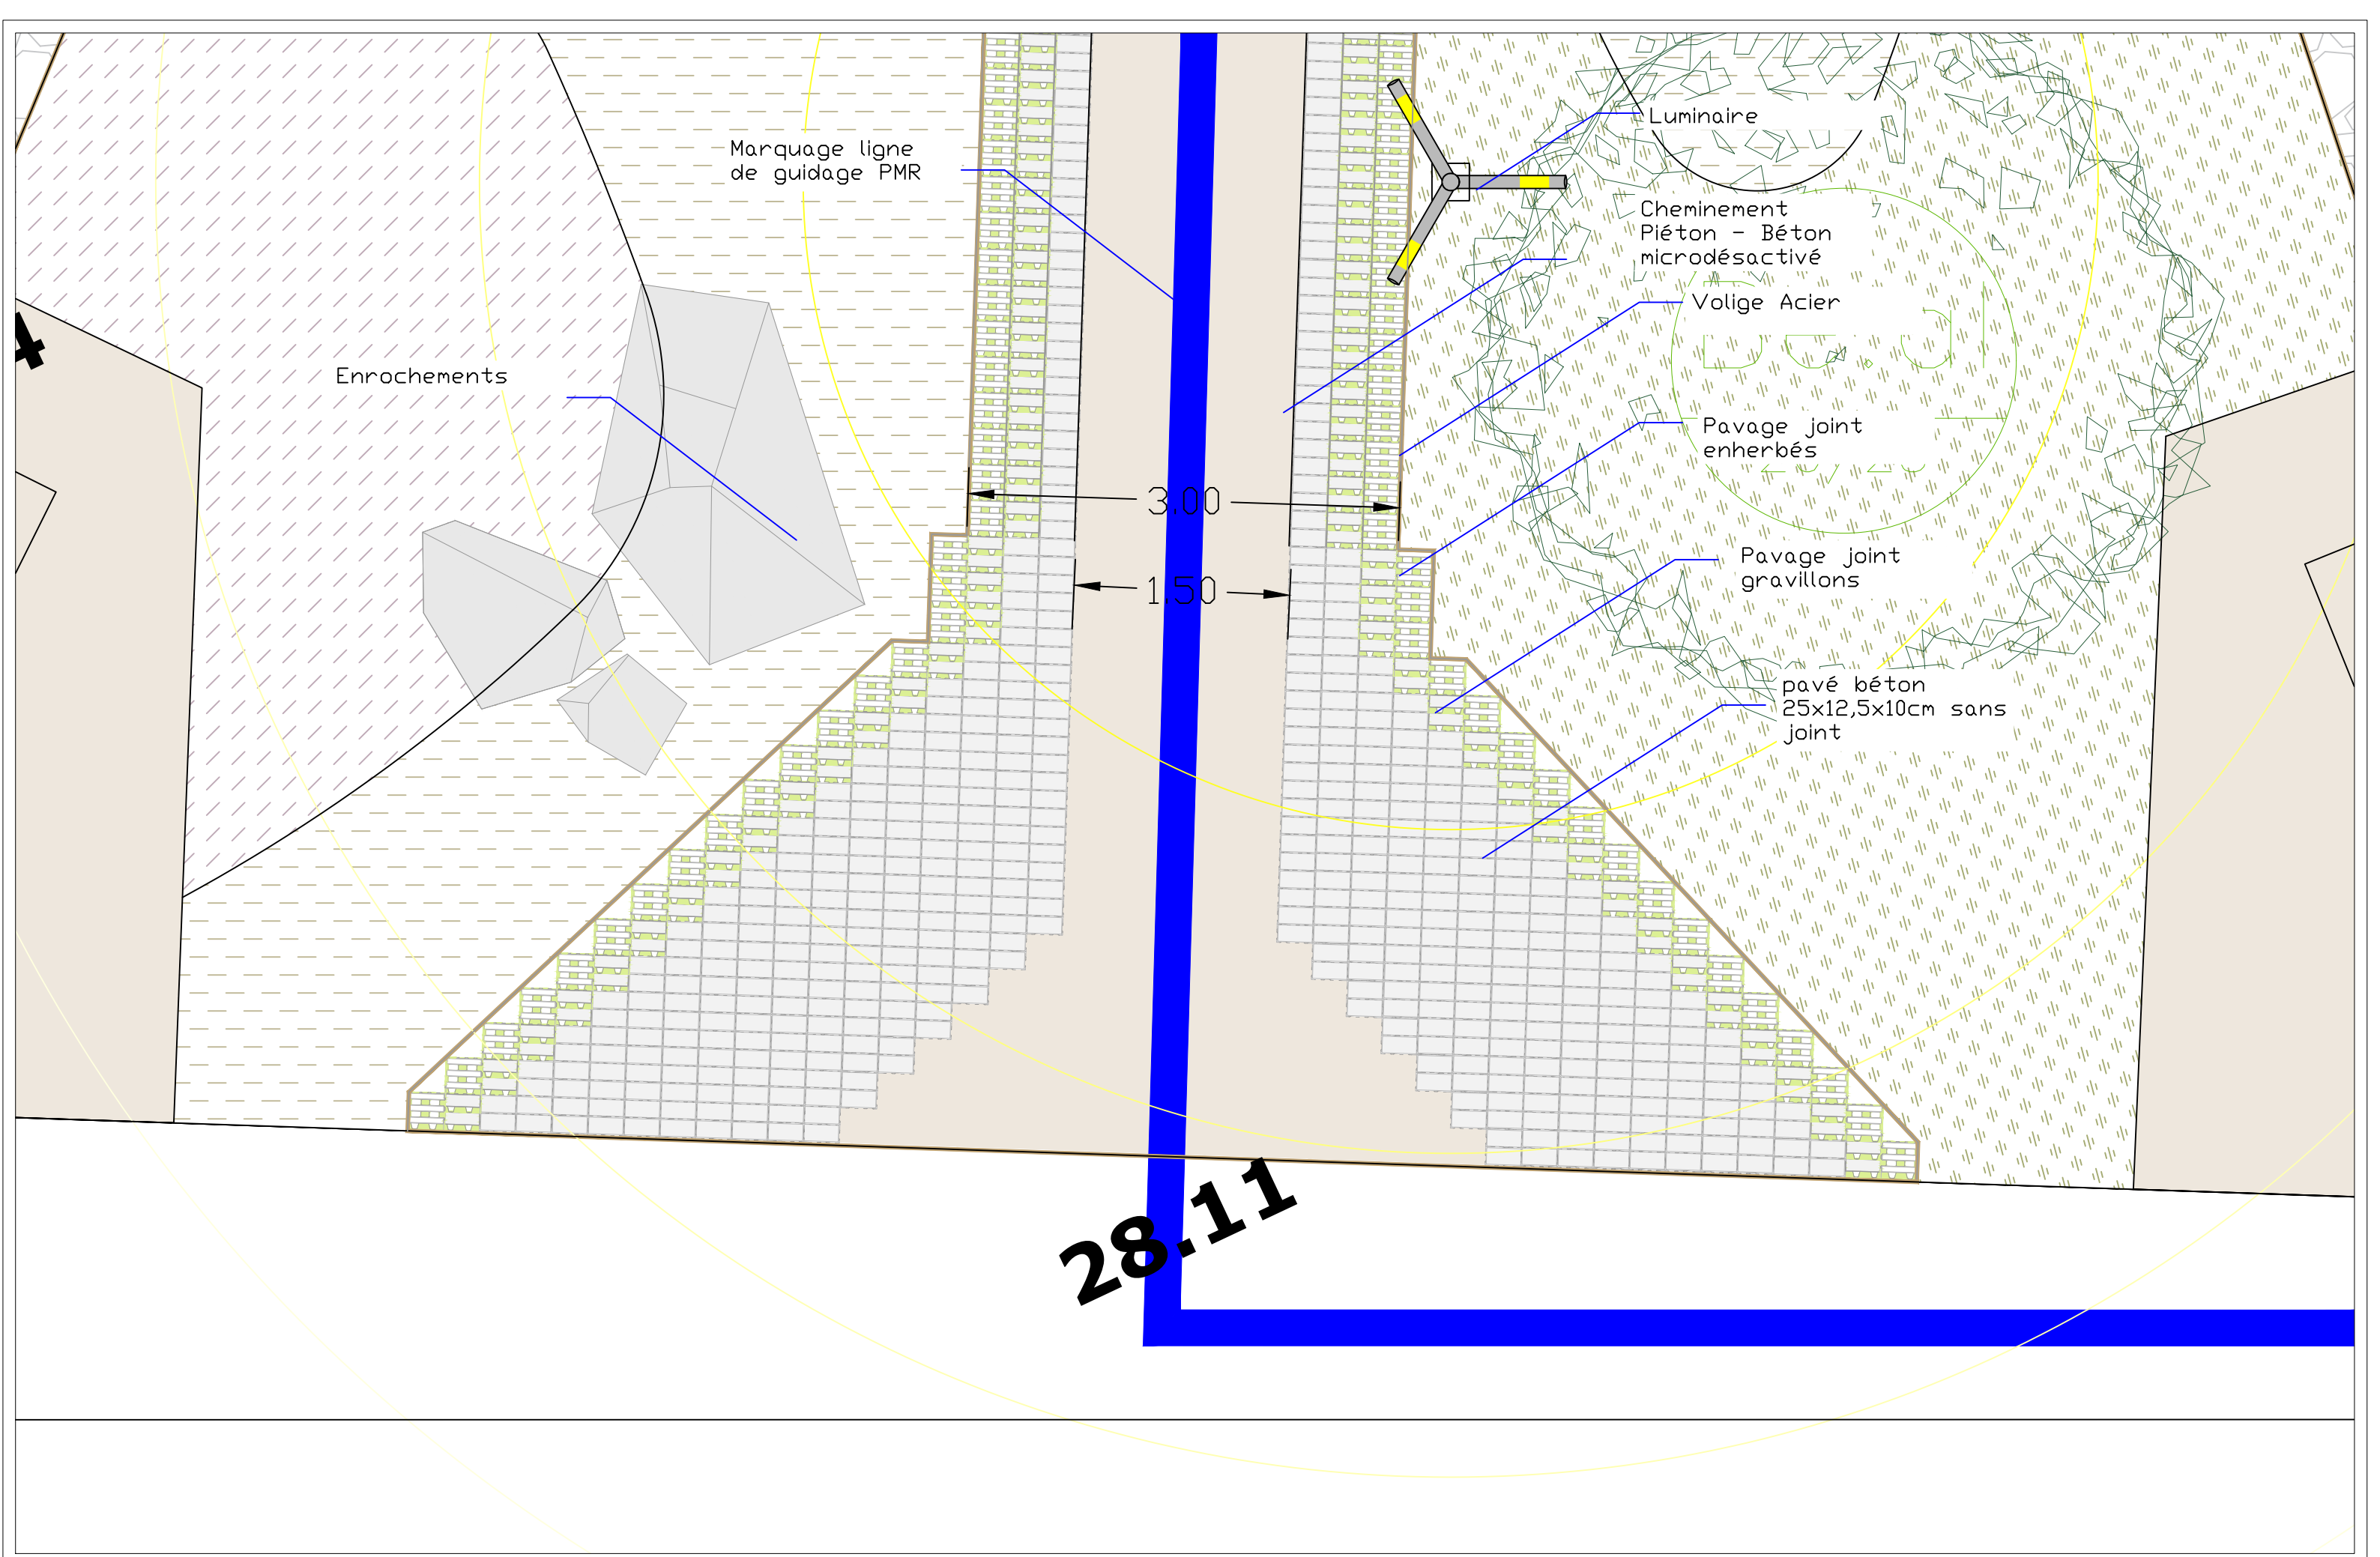 Luminaire
Marquage ligne
de guidage PMR
Cheminement
Piéton - Béton
microdésactivé
Volige Acier
4
Enrochements
Pavage joint
enherbés
3.00
Pavage joint
gravillons
1.50
pavé béton
25x12,5x10cm sans
joint
28.11